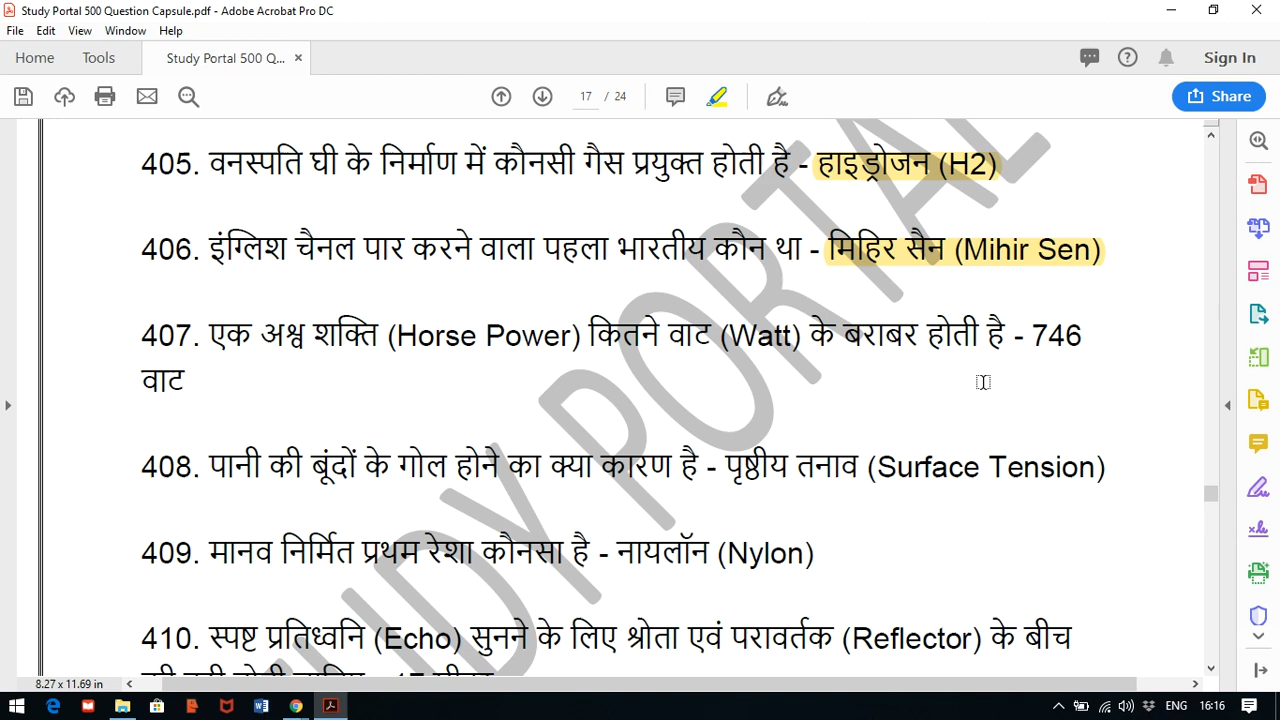 Study Portal 500 Question Capsule.pdf - Adobe Acrobat Pro DC
File Edit View Window Help
Home Tools Study Portal 500 Q... × Sign In
17 / 24 Share
405. वनस्पति घी के निर्माण में कौनसी गैस प्रयुक्त होती है - हाइड्रोजन (H2)
406. इंग्लिश चैनल पार करने वाला पहला भारतीय कौन था - मिहिर सैन (Mihir Sen)
407. एक अश्व शक्ति (Horse Power) कितने वाट (Watt) के बराबर होती है - 746
वाट
408. पानी की बूंदों के गोल होने का क्या कारण है - पृष्ठीय तनाव (Surface Tension)
409. मानव निर्मित प्रथम रेशा कौनसा है - नायलॉन (Nylon)
410. स्पष्ट प्रतिध्वनि (Echo) सुनने के लिए श्रोता एवं परावर्तक (Reflector) के बीच
STUDY PORTAL
8.27 x 11.69 in
ENG 16:16